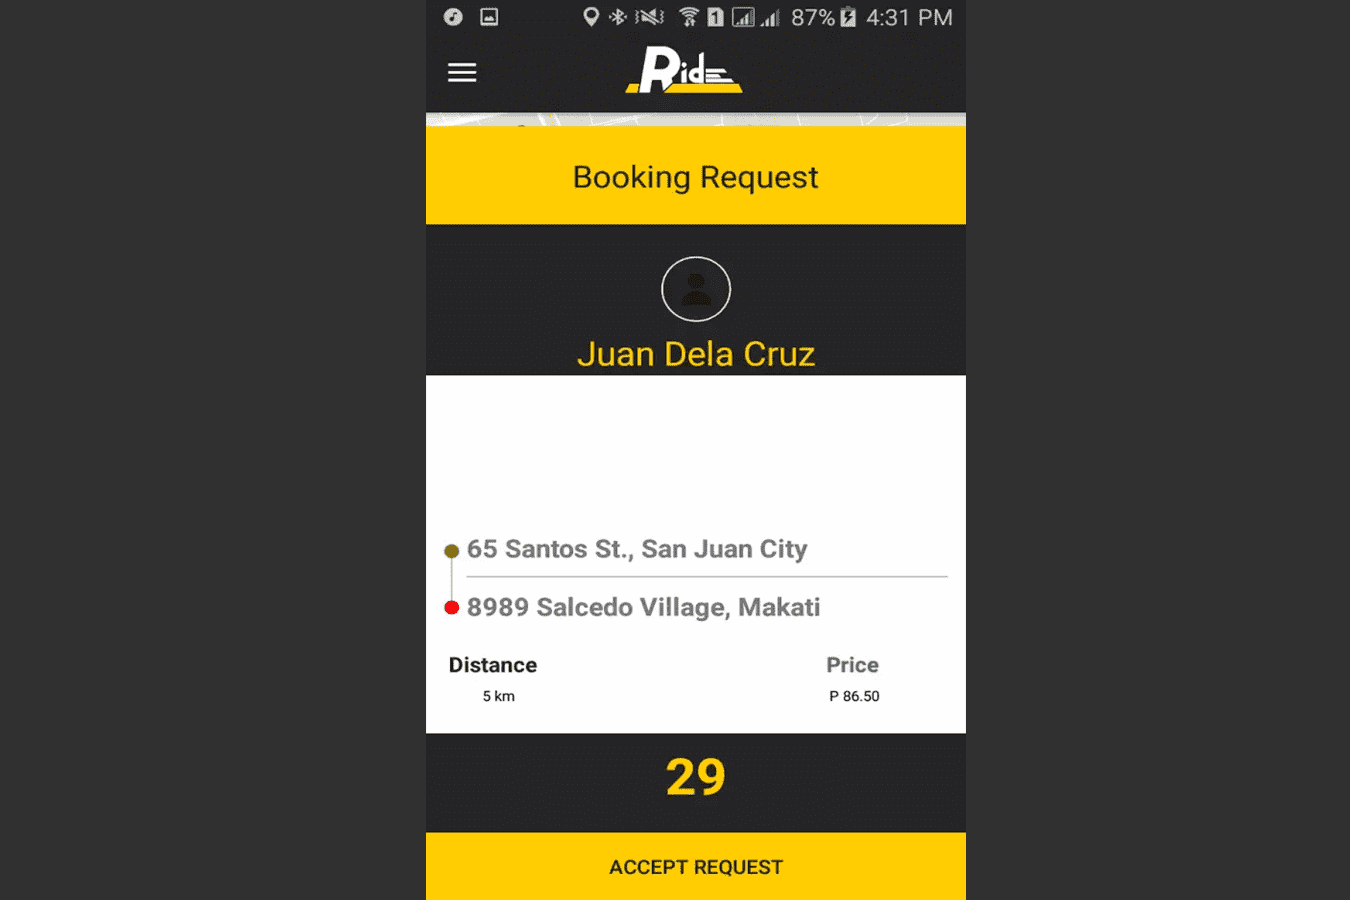 1 87% 4:31 PM
Ride
Booking Request
Juan Dela Cruz
65 Santos St., San Juan City
8989 Salcedo Village, Makati
Distance Price
5 km P 86.50
29
ACCEPT REQUEST